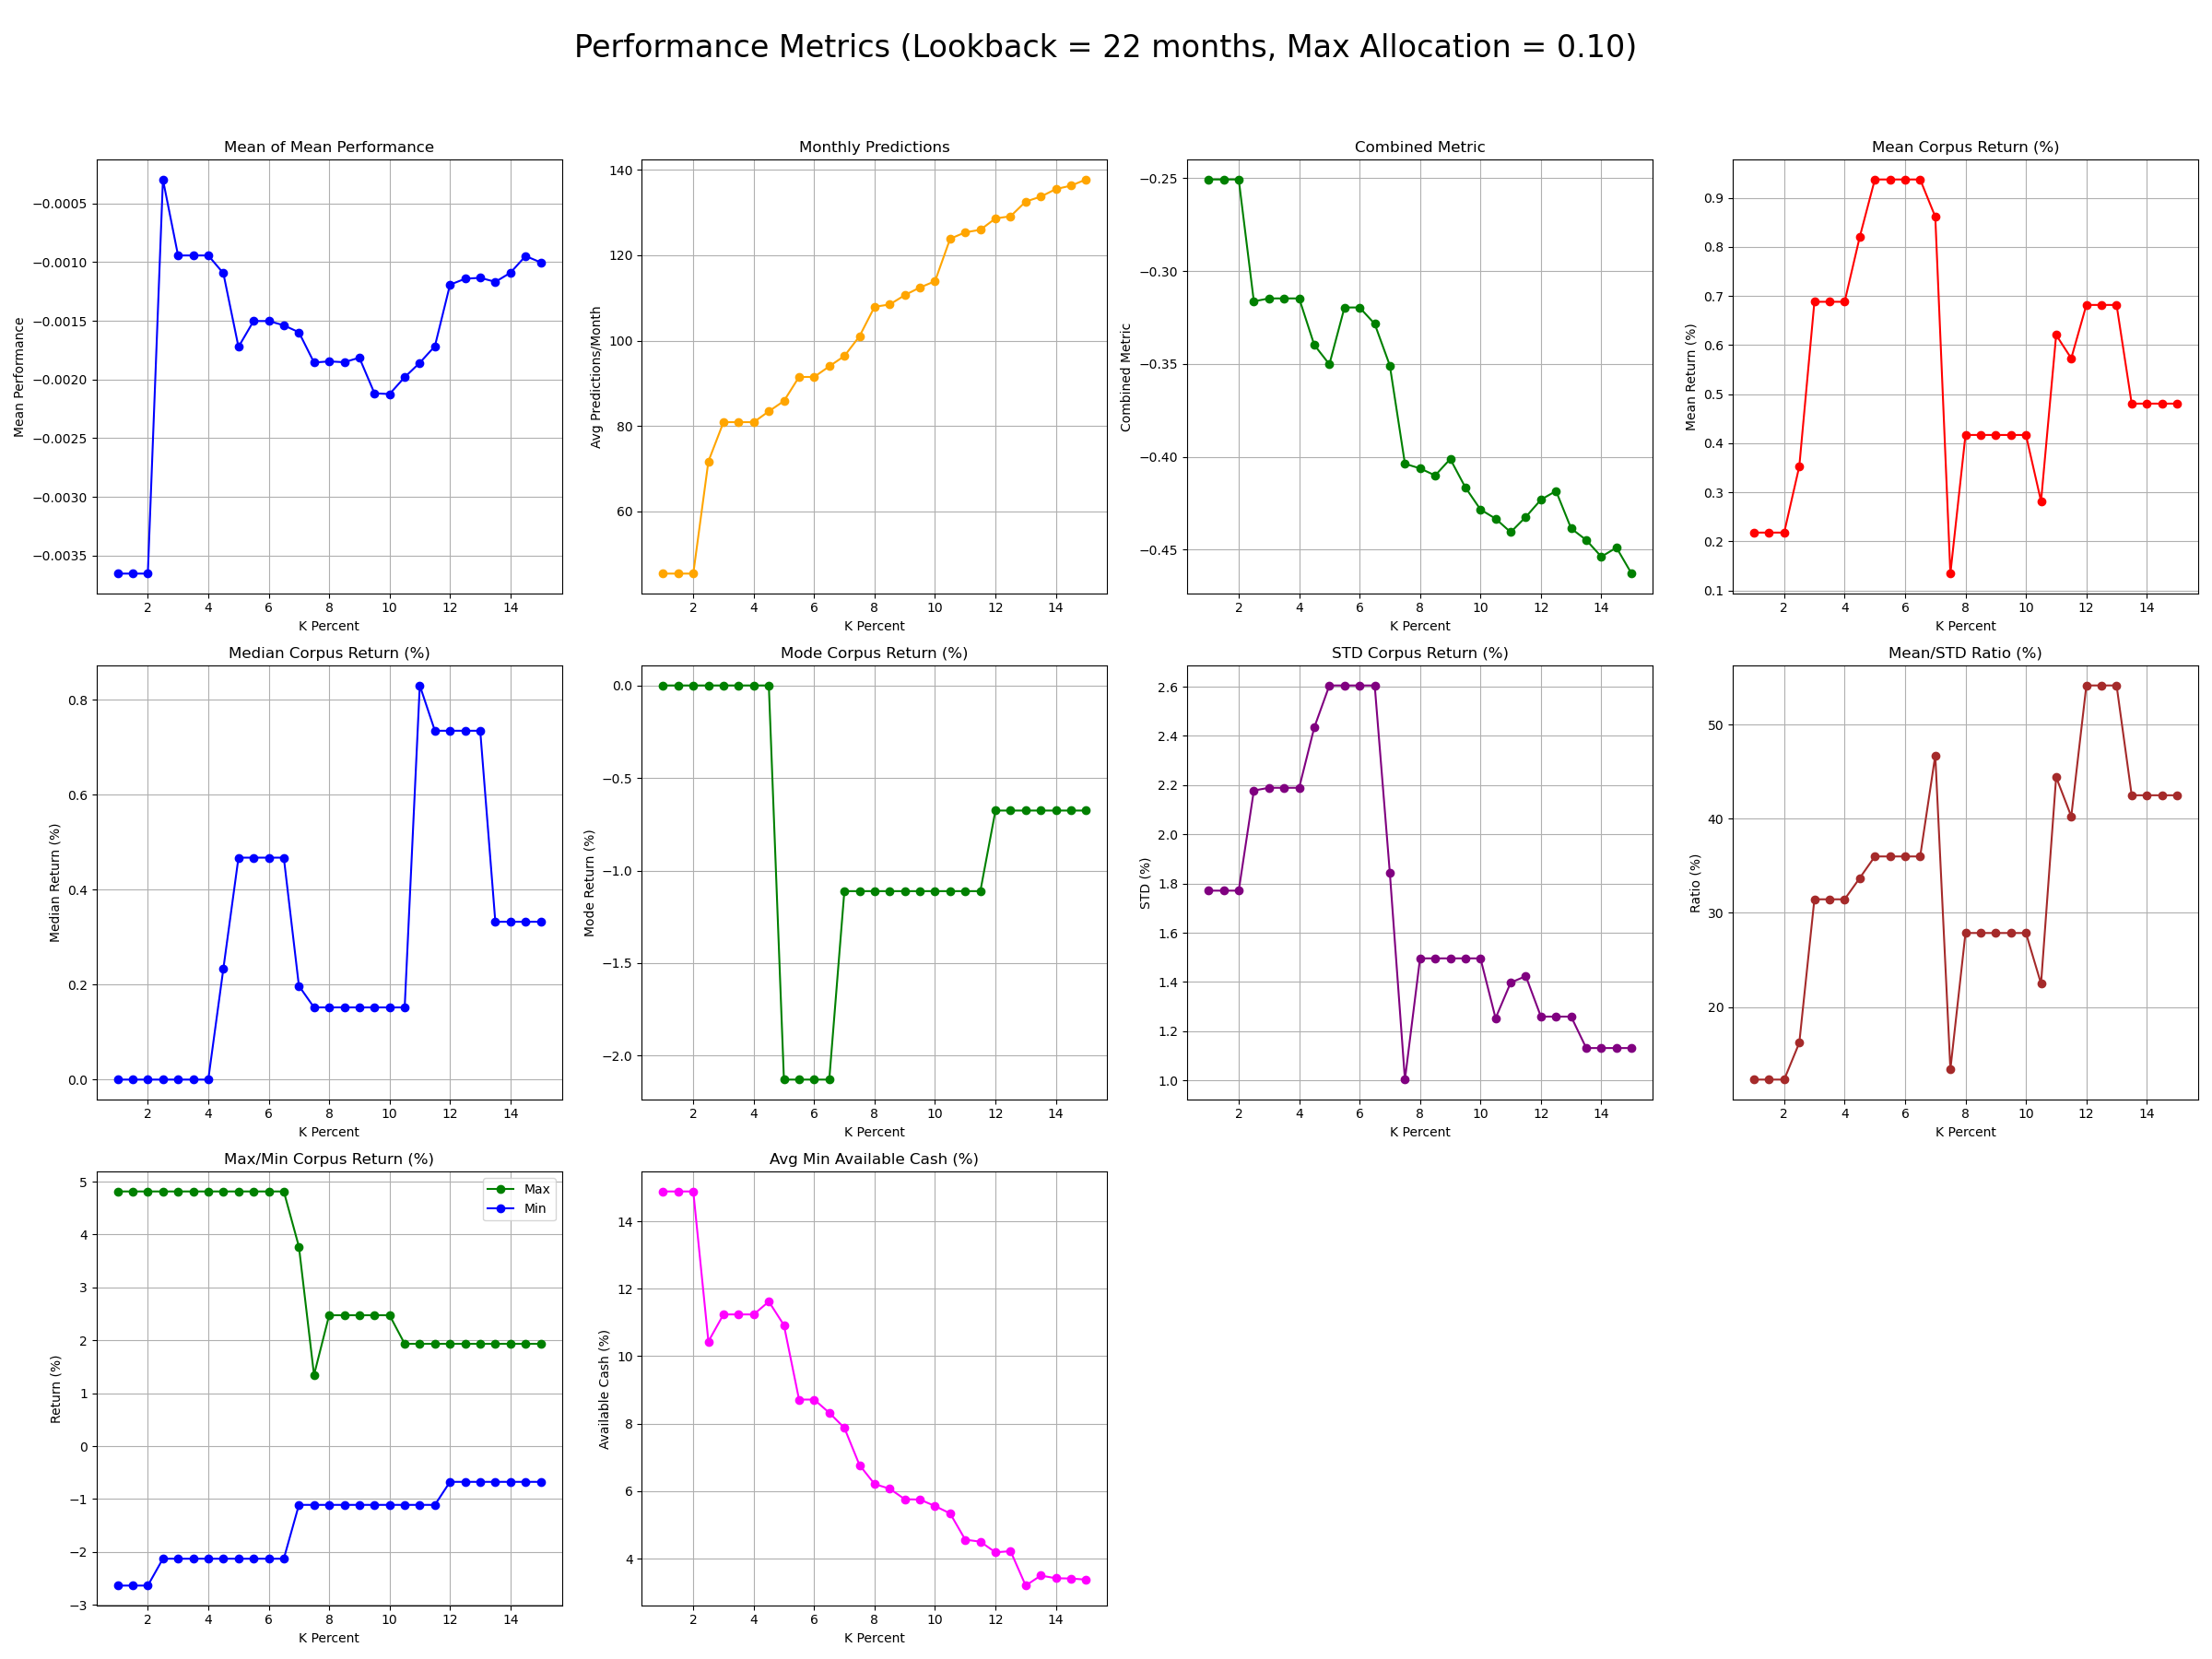 Performance Metrics (Lookback = 22 months, Max Allocation = 0.10)
Mean of Mean Performance
Mean Performance
−0.0005
−0.0010
−0.0015
−0.0020
−0.0025
−0.0030
−0.0035
2 4 6 8 10 12 14
K Percent
Monthly Predictions
Avg Predictions/Month
140
120
100
80
60
2 4 6 8 10 12 14
K Percent
Combined Metric
Combined Metric
−0.25
−0.30
−0.35
−0.40
−0.45
2 4 6 8 10 12 14
K Percent
Mean Corpus Return (%)
Mean Return (%)
0.9
0.8
0.7
0.6
0.5
0.4
0.3
0.2
0.1
2 4 6 8 10 12 14
K Percent
Median Corpus Return (%)
Median Return (%)
0.8
0.6
0.4
0.2
0.0
2 4 6 8 10 12 14
K Percent
Mode Corpus Return (%)
Mode Return (%)
0.0
−0.5
−1.0
−1.5
−2.0
2 4 6 8 10 12 14
K Percent
STD Corpus Return (%)
STD (%)
2.6
2.4
2.2
2.0
1.8
1.6
1.4
1.2
1.0
2 4 6 8 10 12 14
K Percent
Mean/STD Ratio (%)
Ratio (%)
50
40
30
20
2 4 6 8 10 12 14
K Percent
Max/Min Corpus Return (%)
Return (%)
5
4
3
2
1
0
−1
−2
−3
Max
Min
2 4 6 8 10 12 14
K Percent
Avg Min Available Cash (%)
Available Cash (%)
14
12
10
8
6
4
2 4 6 8 10 12 14
K Percent